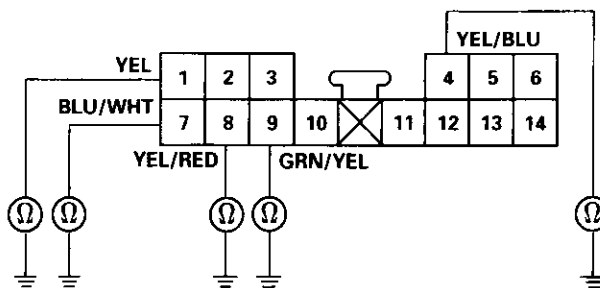 YEL/BLU
YEL 1 2 3 4 5 6
BLU/WHT 7 8 9 10 11 12 13 14
YEL/RED GRN/YEL
Ω Ω Ω Ω Ω